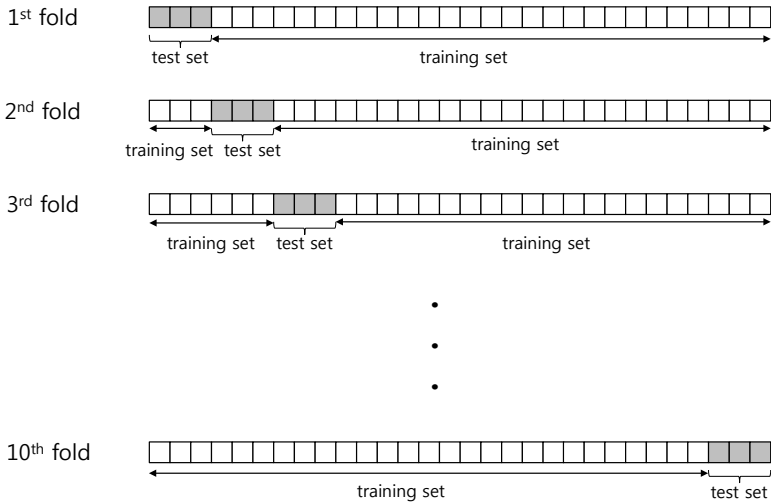 1st fold
test set
training set
2nd fold
training set
test set
training set
3rd fold
training set
test set
training set
10th fold
training set
test set